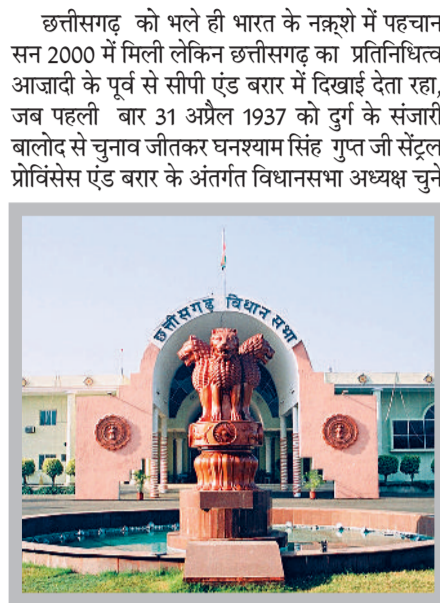 छत्तीसगढ़ को भले ही भारत के नक़्शे में पहचान
सन 2000 में मिली लेकिन छत्तीसगढ़ का प्रतिनिधित्व
आजादी के पूर्व से सीपी एंड बरार में दिखाई देता रहा,
जब पहली बार 31 अप्रैल 1937 को दुर्ग के संजारी
बालोद से चुनाव जीतकर घनश्याम सिंह गुप्त जी सेंट्रल
प्रोविंसेस एंड बरार के अंतर्गत विधानसभा अध्यक्ष चुने
छत्तीसगढ़ विधान सभा